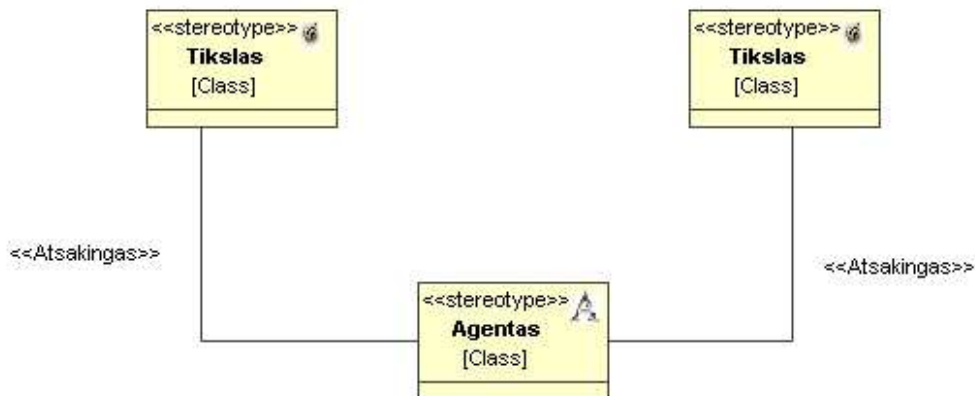 <<stereotype>>
Tikslas
[Class]
<<stereotype>>
Tikslas
[Class]
<<Atsakingas>>
<<Atsakingas>>
<<stereotype>>
Agentas
[Class]